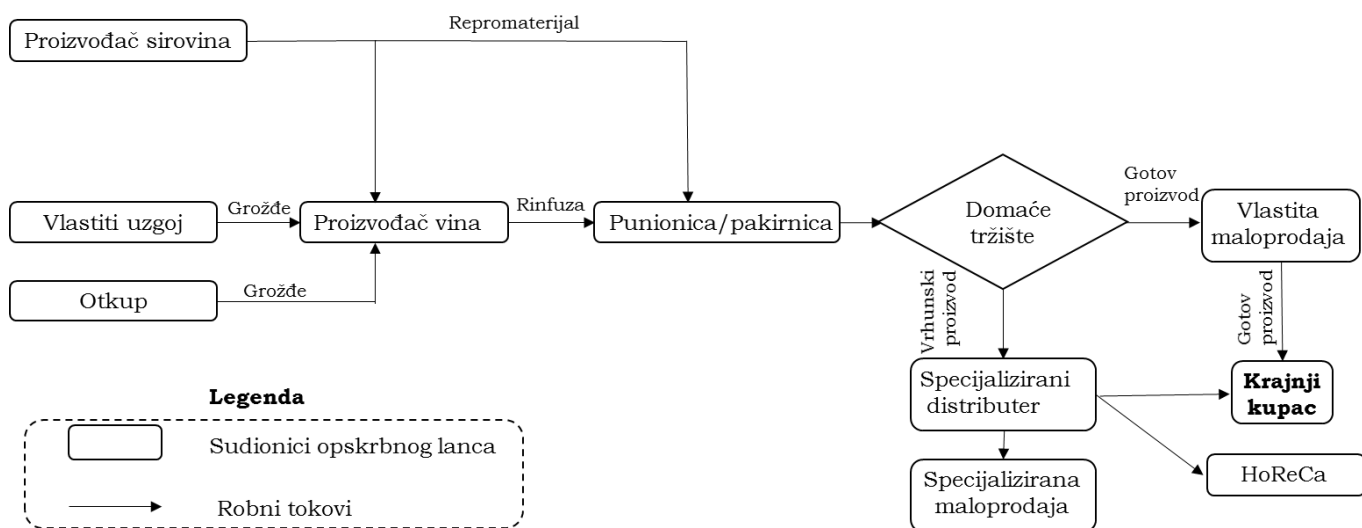 Repromaterijal
Proizvođač sirovina
Vlastiti uzgoj
Grožđe
Proizvođač vina
Rinfuza
Punionica/pakirnica
Domaće
tržište
Gotov
proizvod
Vlastita
maloprodaja
Otkup
Grožđe
Vrhunski
proizvod
Gotov
proizvod
Specijalizirani
distributer
Krajnji
kupac
Specijalizirana
maloprodaja
HoReCa
Legenda
Sudionici opskrbnog lanca
Robni tokovi